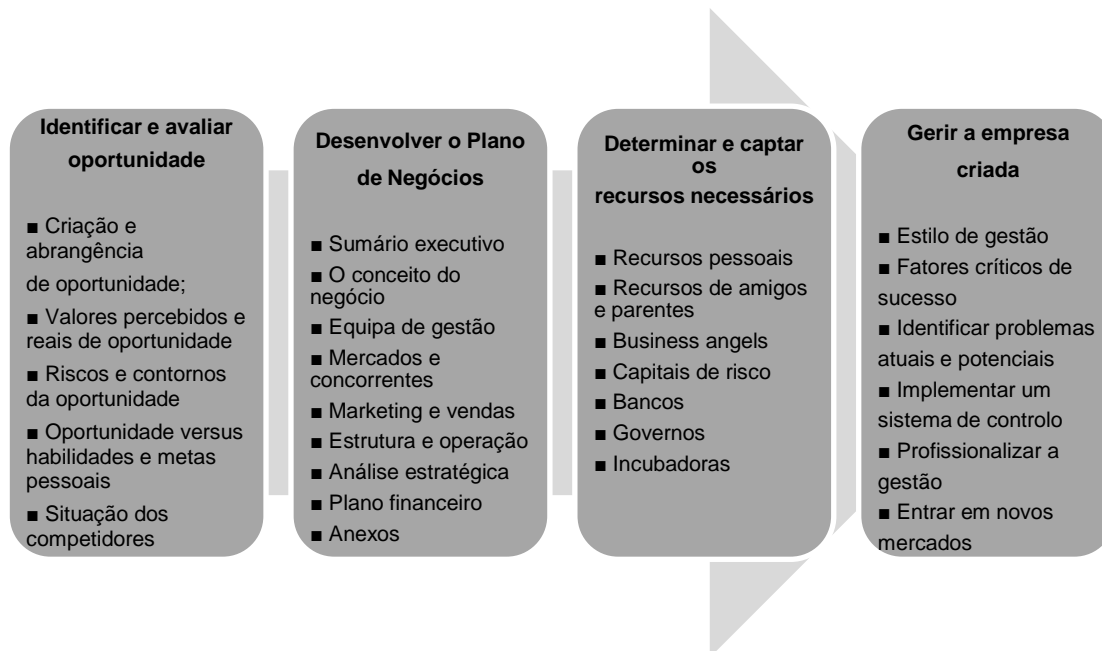 Identificar e avaliar
oportunidade
■ Criação e
abrangência
de oportunidade;
■ Valores percebidos e
reais de oportunidade
■ Riscos e contornos
da oportunidade
■ Oportunidade versus
habilidades e metas
pessoais
■ Situação dos
competidores
Desenvolver o Plano
de Negócios
■ Sumário executivo
■ O conceito do
negócio
■ Equipa de gestão
■ Mercados e
concorrentes
■ Marketing e vendas
■ Estrutura e operação
■ Análise estratégica
■ Plano financeiro
■ Anexos
Determinar e captar
os
recursos necessários
■ Recursos pessoais
■ Recursos de amigos
e parentes
■ Business angels
■ Capitais de risco
■ Bancos
■ Governos
■ Incubadoras
Gerir a empresa
criada
■ Estilo de gestão
■ Fatores críticos de
sucesso
■ Identificar problemas
atuais e potenciais
■ Implementar um
sistema de controlo
■ Profissionalizar a
gestão
■ Entrar em novos
mercados